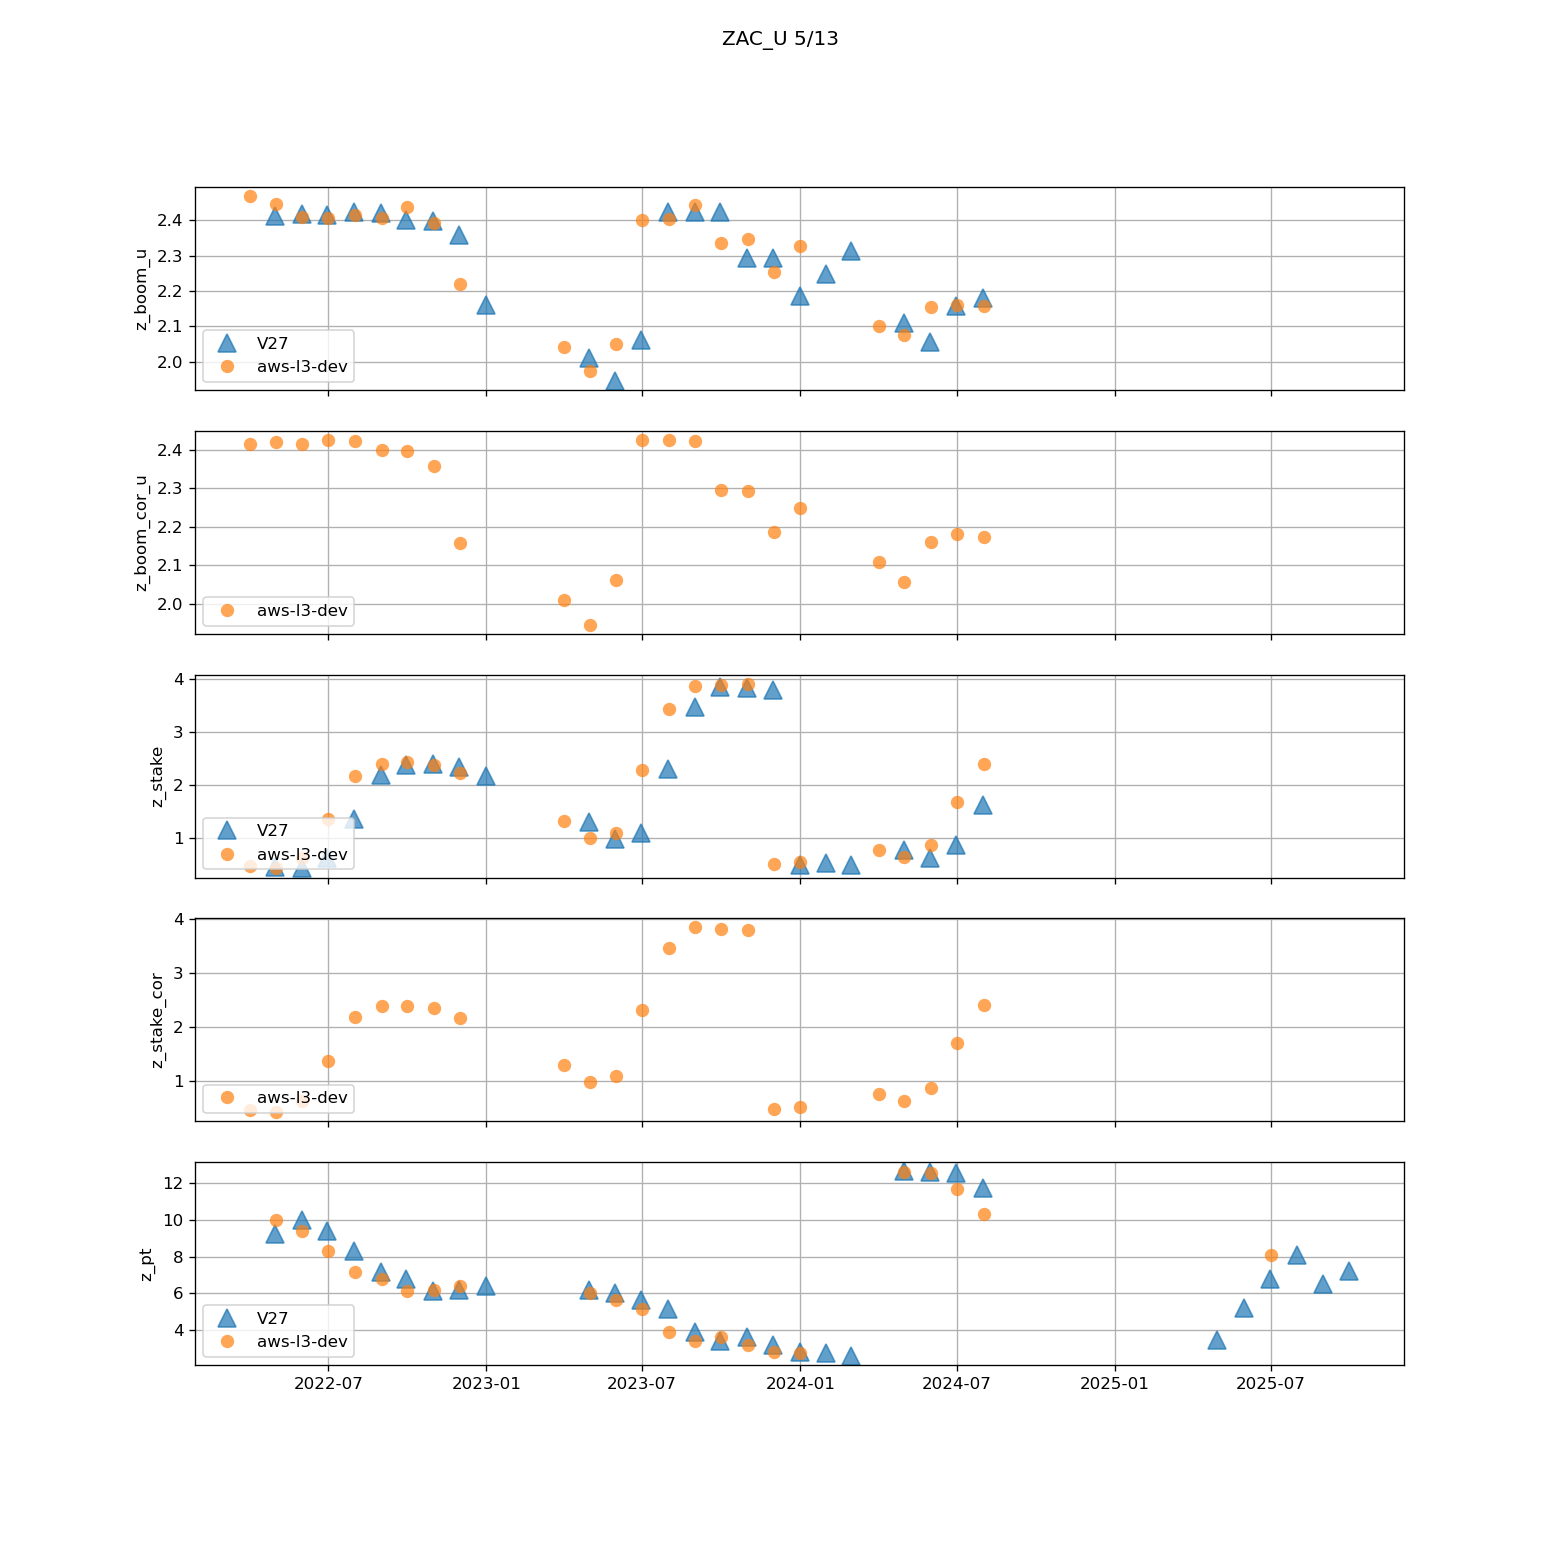 ZAC_U 5/13
z_boom_u
2.4
2.3
2.2
2.1
2.0
V27
aws-l3-dev
z_boom_cor_u
2.4
2.3
2.2
2.1
2.0
aws-l3-dev
z_stake
4
3
2
1
V27
aws-l3-dev
z_stake_cor
4
3
2
1
aws-l3-dev
z_pt
12
10
8
6
4
V27
aws-l3-dev
2022-07 2023-01 2023-07 2024-01 2024-07 2025-01 2025-07